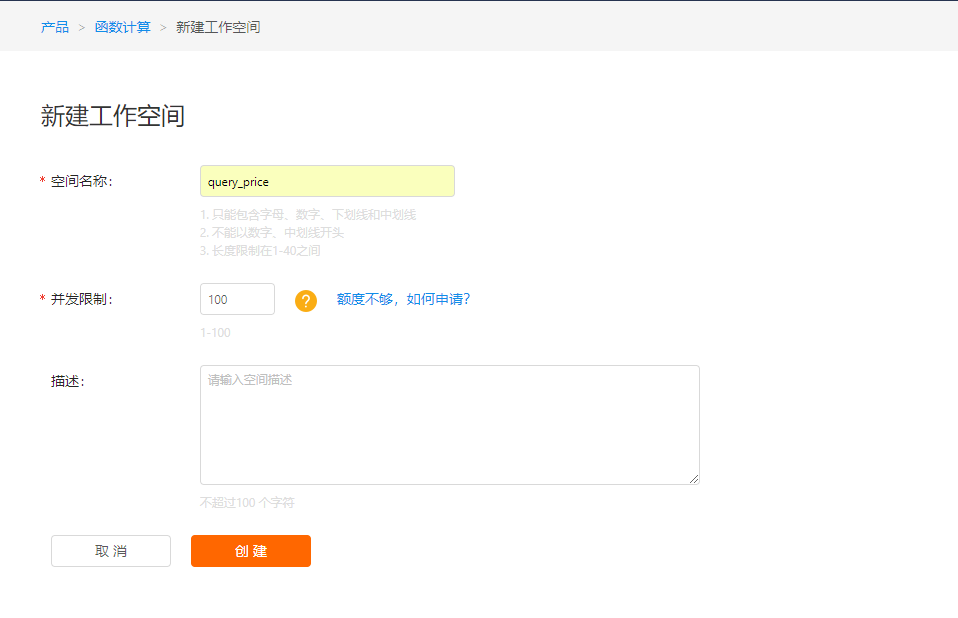 产品 > 函数计算 > 新建工作空间
新建工作空间
* 空间名称: query_price
1. 只能包含字母、数字、下划线和中划线
2. 不能以数字、中划线开头
3. 长度限制在1-40之间
* 并发限制: 100 ? 额度不够，如何申请?
1-100
描述: 请输入空间描述
不超过100 个字符
取 消 创 建